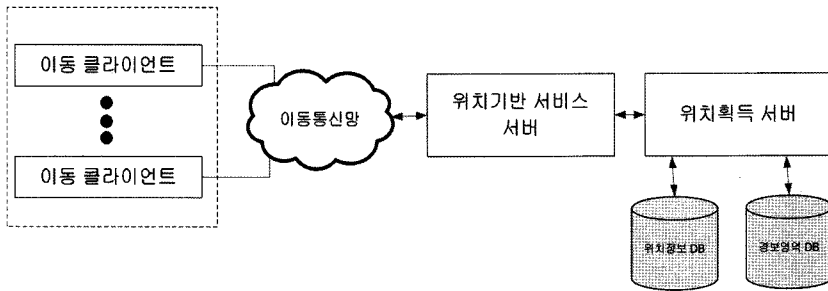 이동 클라이언트
이동 클라이언트
이동통신망
위치기반 서비스
서버
위치획득 서버
위치정보 DB
경보영역 DB